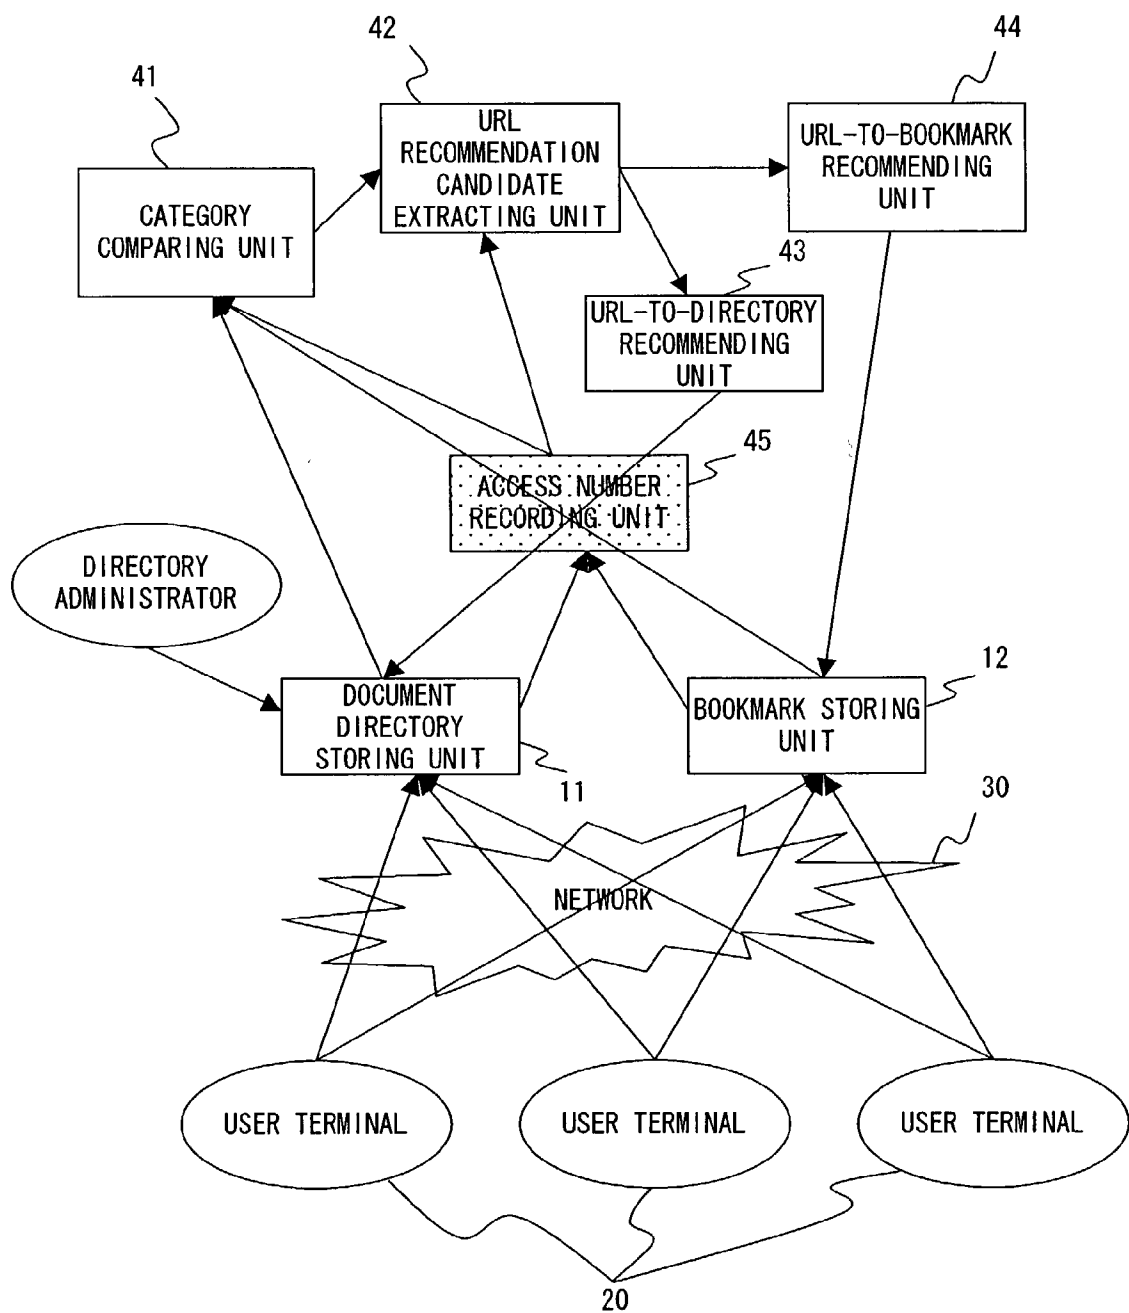 42
44
41
URL
RECOMMENDATION
CANDIDATE
EXTRACTING UNIT
URL-TO-BOOKMARK
RECOMMENDING
UNIT
CATEGORY
COMPARING UNIT
43
URL-TO-DIRECTORY
RECOMMENDING
UNIT
45
ACCESS NUMBER
RECORDING UNIT
DIRECTORY
ADMINISTRATOR
12
DOCUMENT
DIRECTORY
STORING UNIT
BOOKMARK STORING
UNIT
11
30
NETWORK
USER TERMINAL
USER TERMINAL
USER TERMINAL
20